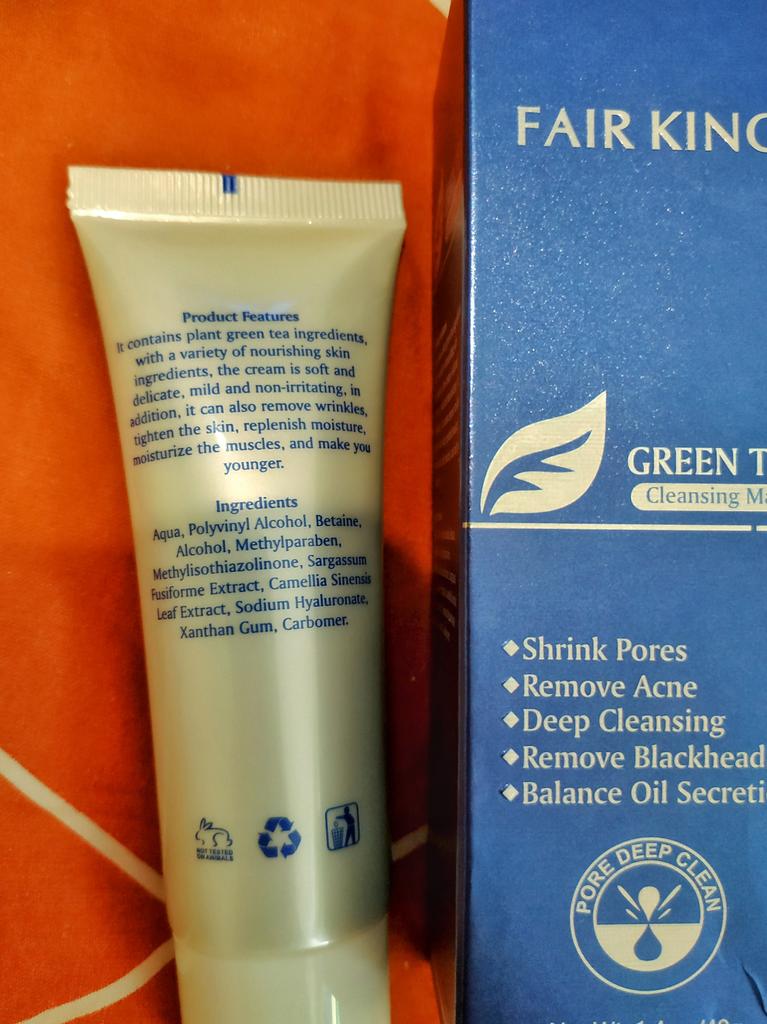 Product Features
It contains plant green tea ingredients,
with a variety of nourishing skin
ingredients, the cream is soft and
delicate, mild and non-irritating, in
addition, it can also remove wrinkles,
tighten the skin, replenish moisture,
moisturize the muscles, and make you
younger.
Ingredients
Aqua, Polyvinyl Alcohol, Betaine,
Alcohol, Methylparaben,
Methylisothiazolinone, Sargassum
Fusiforme Extract, Camellia Sinensis
Leaf Extract, Sodium Hyaluronate,
Xanthan Gum, Carbomer.
NOT TESTED
ON ANIMALS
FAIR KING
GREEN T
Cleansing Ma
◆Shrink Pores
◆Remove Acne
◆Deep Cleansing
◆Remove Blackhead
◆Balance Oil Secreti
PORE DEEP CLEAN